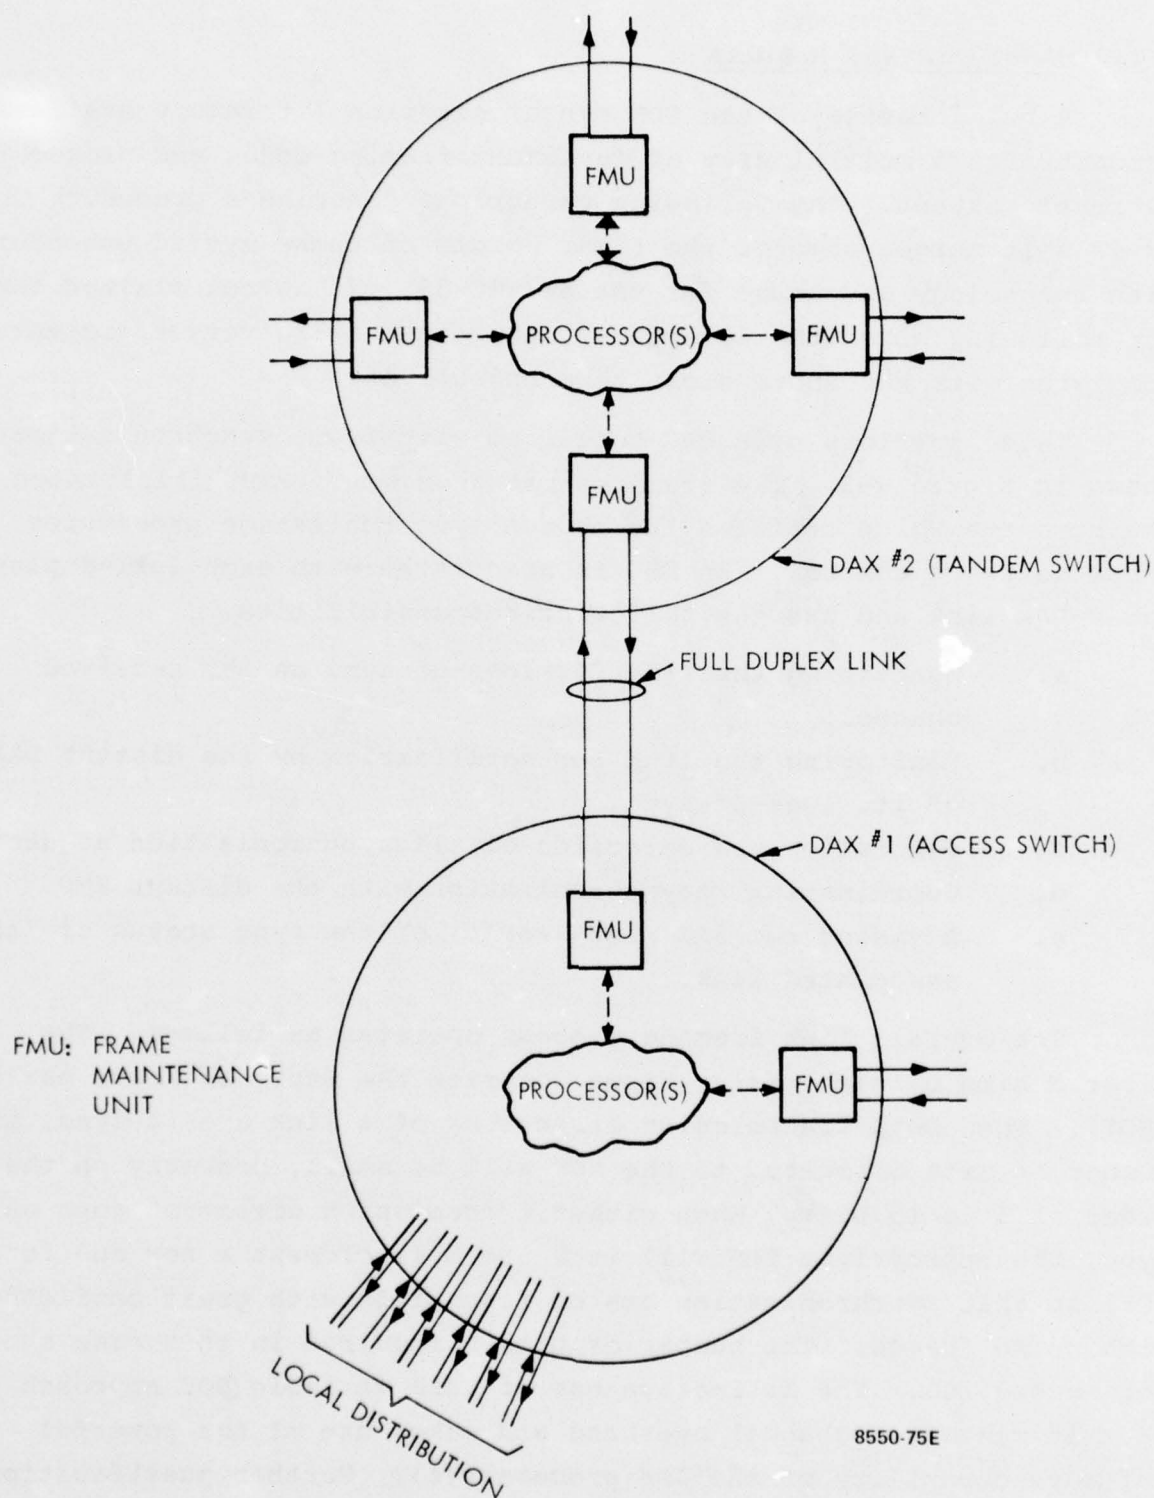 FMU
PROCESSOR(S)
FMU
FMU
FMU
DAX #2 (TANDEM SWITCH)
FULL DUPLEX LINK
DAX #1 (ACCESS SWITCH)
FMU
FMU: FRAME
MAINTENANCE
UNIT
PROCESSOR(S)
FMU
LOCAL DISTRIBUTION
8550-75E